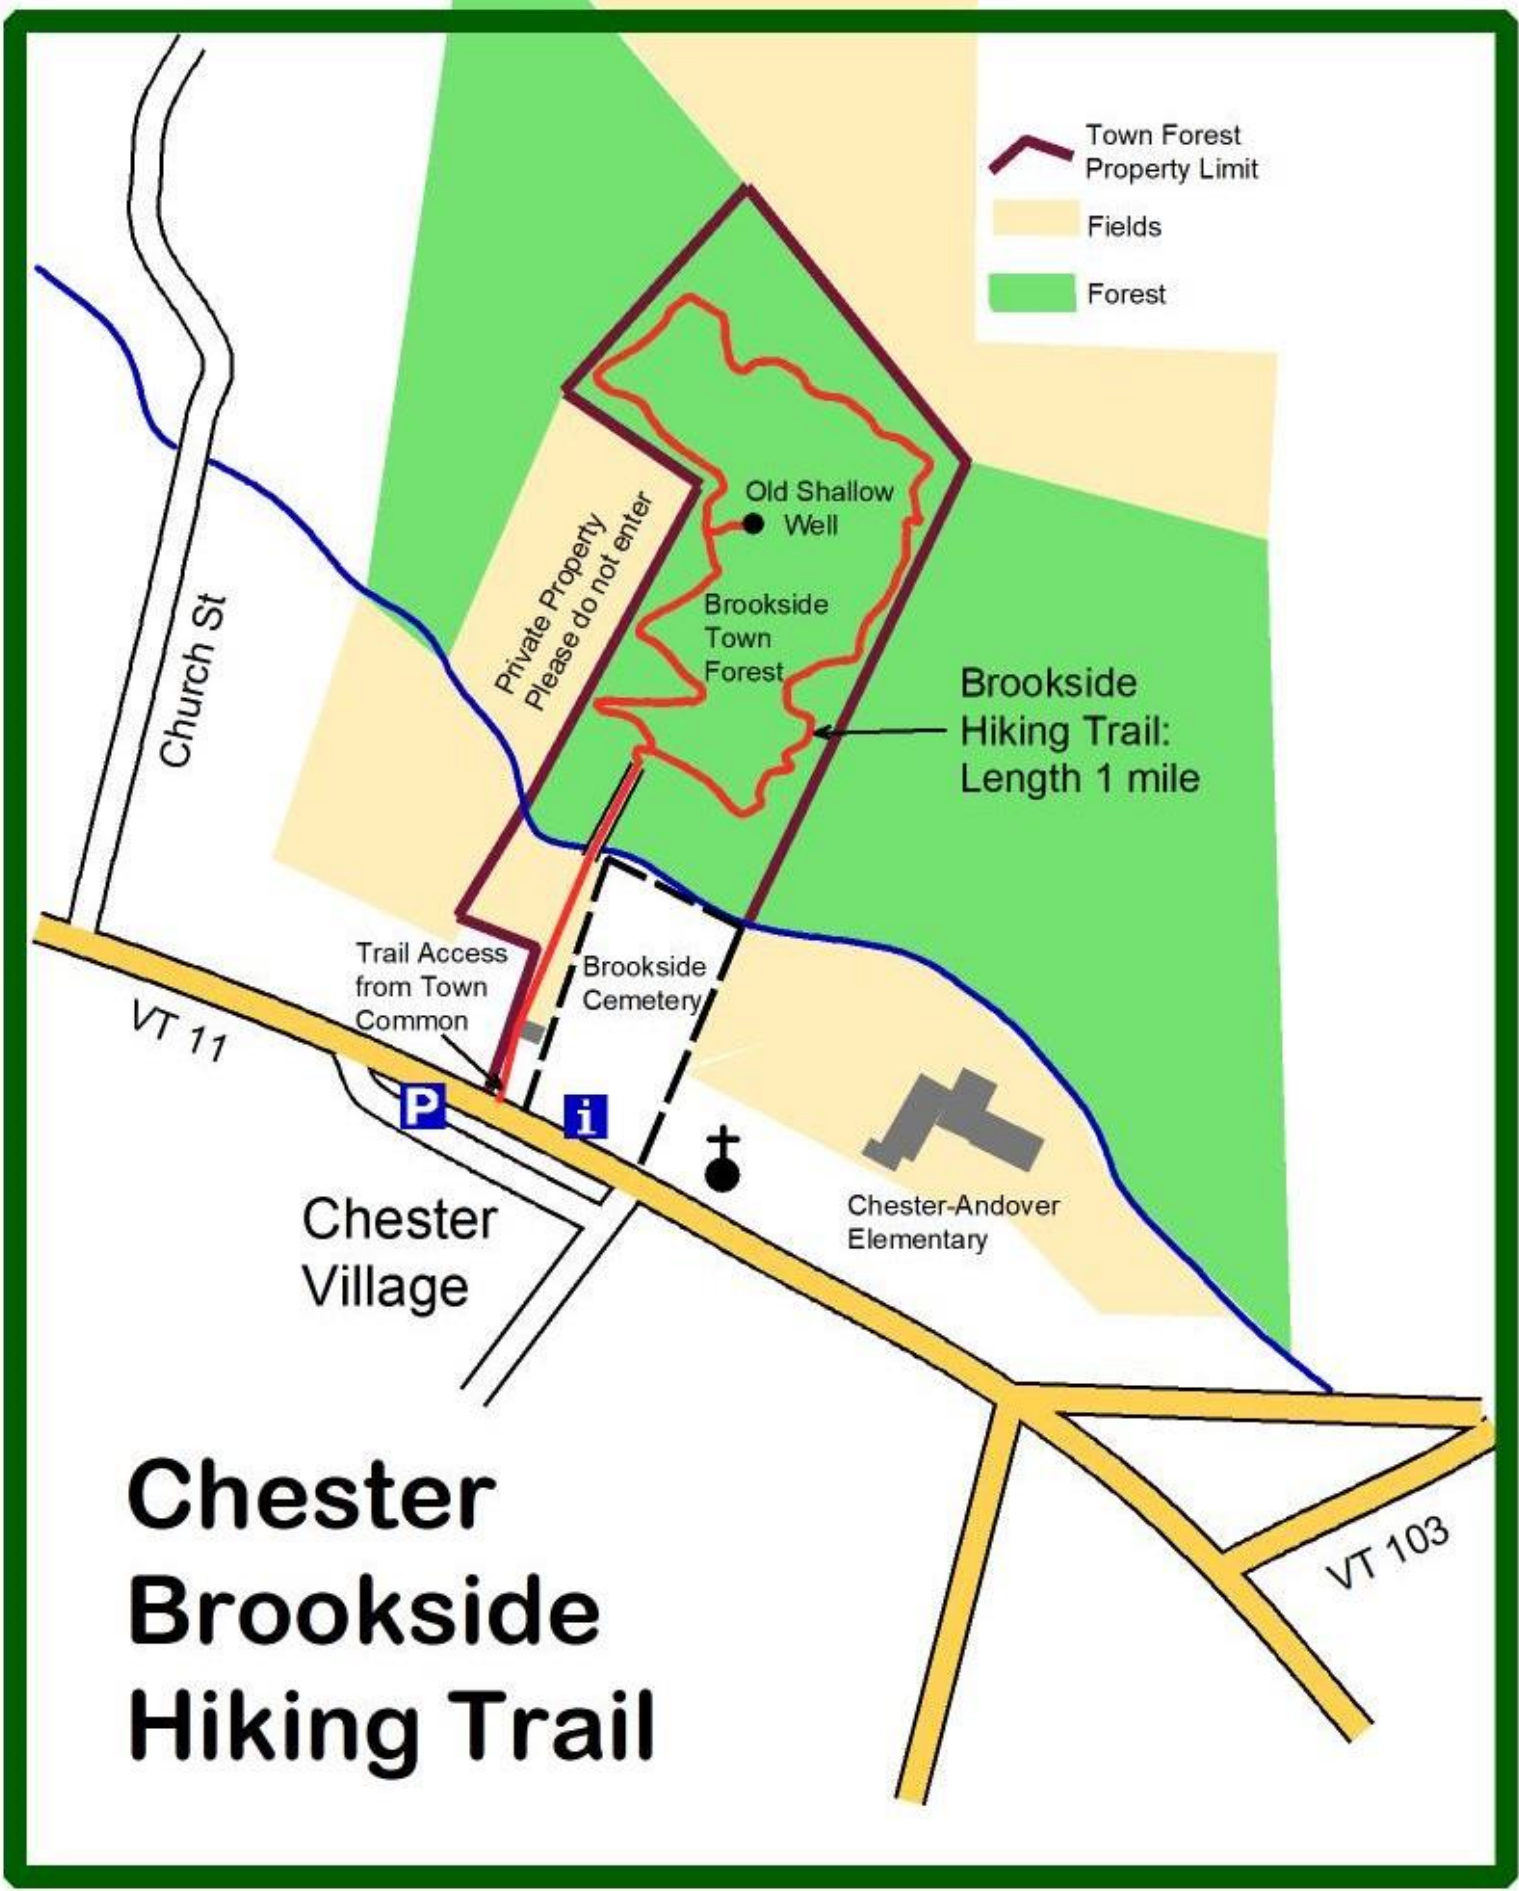 Town Forest
Property Limit
Fields
Forest
Old Shallow
Well
Private Property
Please do not enter
Brookside
Town
Forest
Church St
Brookside
Hiking Trail:
Length 1 mile
Trail Access
from Town
Common
Brookside
Cemetery
VT 11
P
i
Chester
Village
Chester-Andover
Elementary
VT 103
Chester
Brookside
Hiking Trail